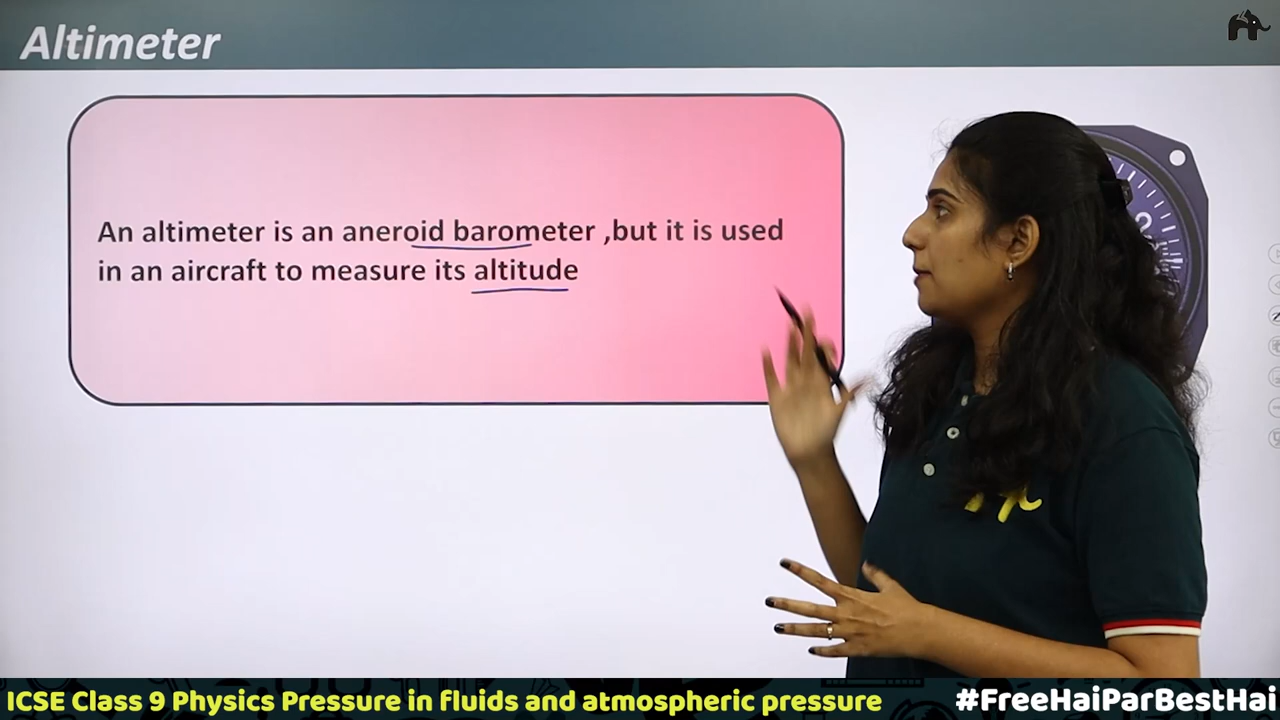 Altimeter
An altimeter is an aneroid barometer ,but it is used
in an aircraft to measure its altitude
ICSE Class 9 Physics Pressure in fluids and atmospheric pressure
#FreeHaiParBestHai